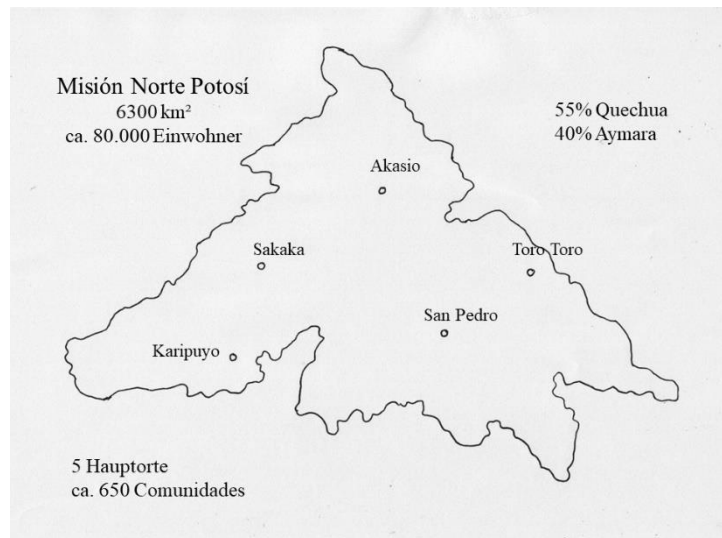 Misión Norte Potosí
6300 km²
ca. 80.000 Einwohner
55% Quechua
40% Aymara
Akasio
Sakaka
Toro Toro
San Pedro
Karipuyo
5 Hauptorte
ca. 650 Comunidades